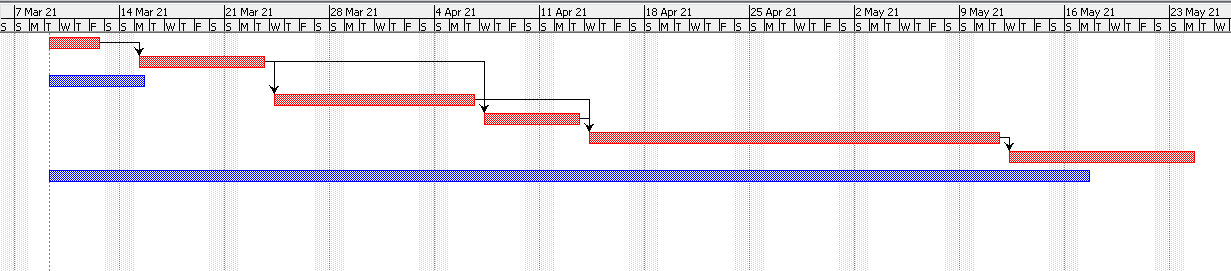 7 Mar 21 14 Mar 21 21 Mar 21 28 Mar 21 4 Apr 21 11 Apr 21 18 Apr 21 25 Apr 21 2 May 21 9 May 21 16 May 21 23 May 21
S S M T W T F S S M T W T F S S M T W T F S S M T W T F S S M T W T F S S M T W T F S S M T W T F S S M T W T F S S M T W T F S S M T W T F S S M T W T F S S M T W